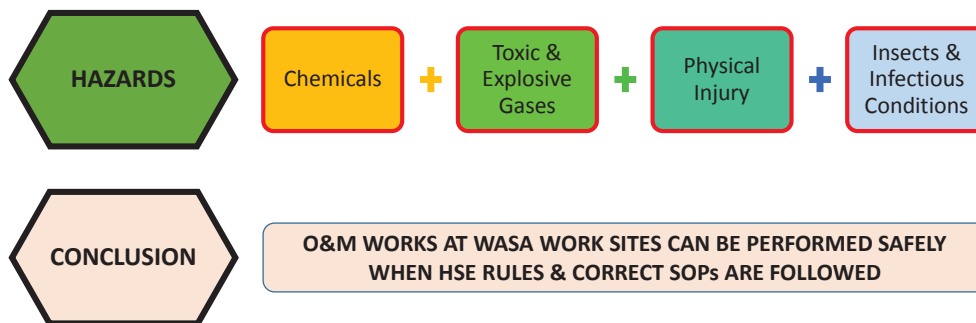 HAZARDS
Chemicals
Toxic &
Explosive
Gases
Physical
Injury
Insects &
Infectious
Conditions
CONCLUSION
O&M WORKS AT WASA WORK SITES CAN BE PERFORMED SAFELY
WHEN HSE RULES & CORRECT SOPs ARE FOLLOWED